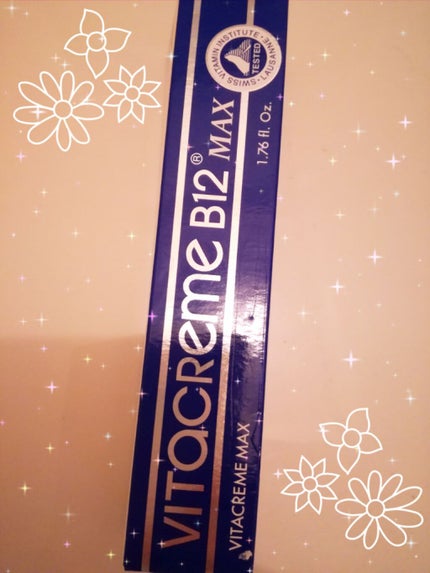 VITACReme B12® MAX
VITACREME MAX
1.76 fl. Oz.
SWISS VITAMIN INSTITUTE · LAUSANNE ·
TESTED